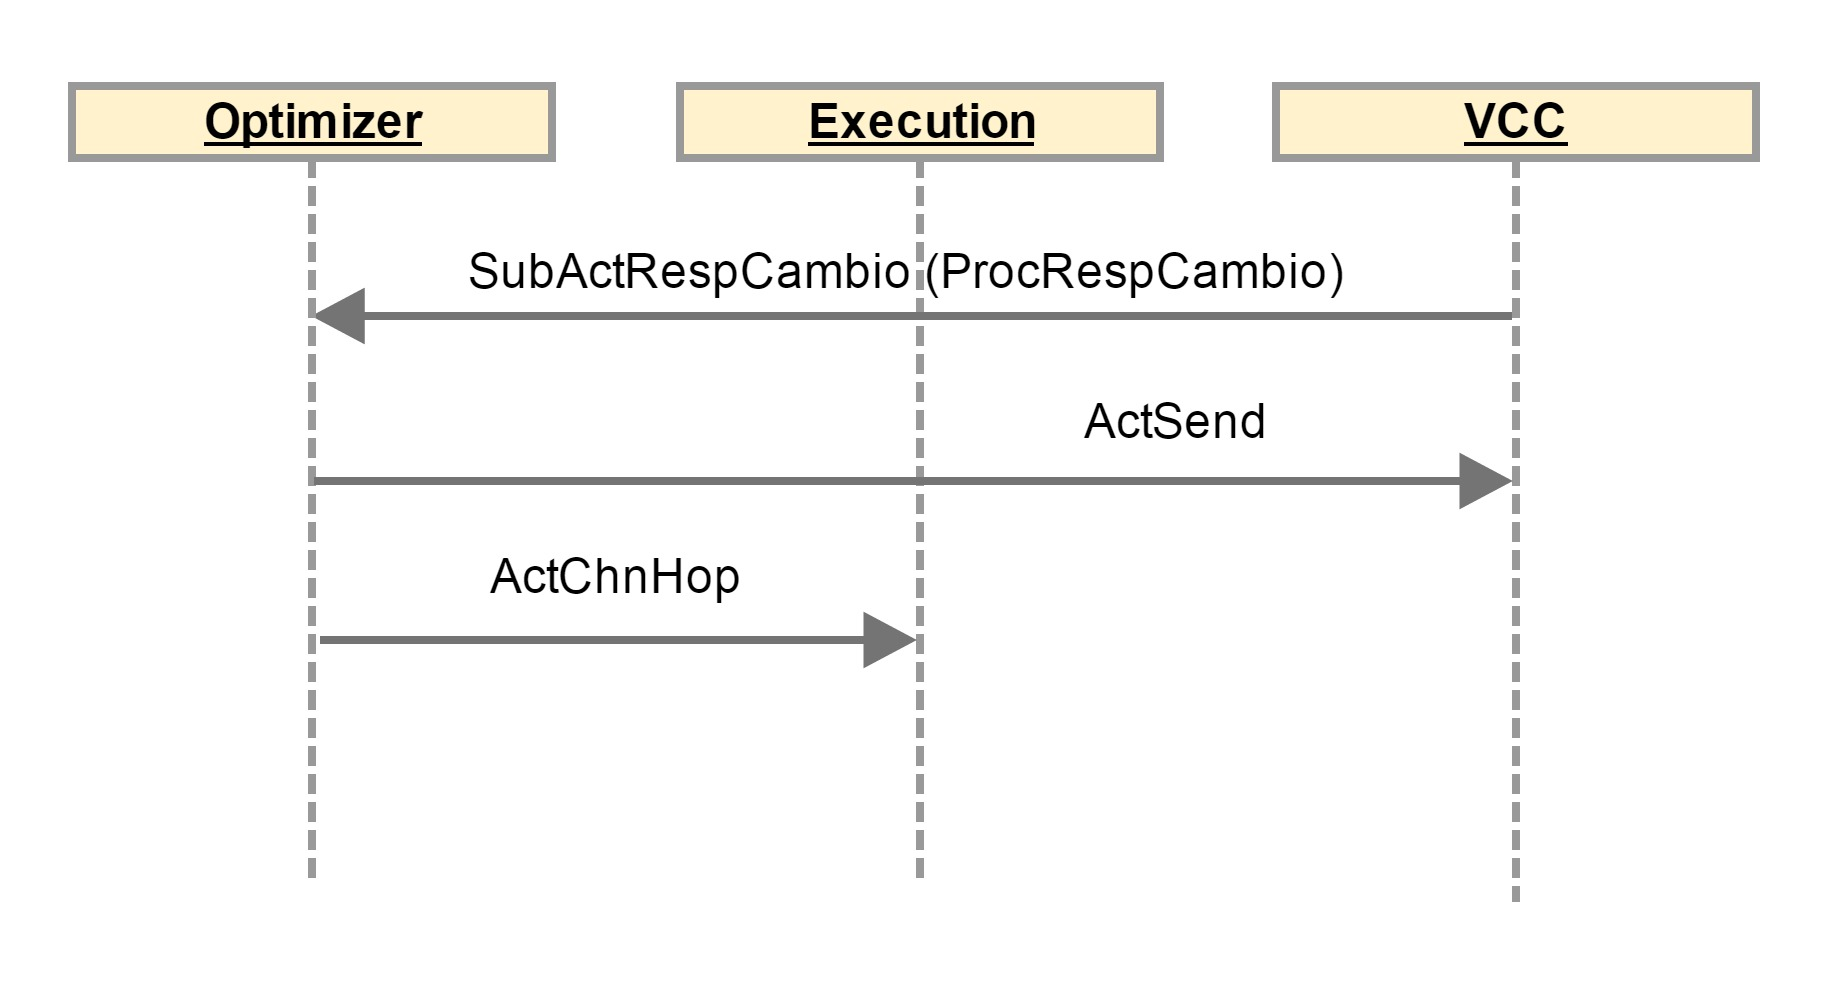 Optimizer
Execution
VCC
SubActRespCambio (ProcRespCambio)
ActSend
ActChnHop